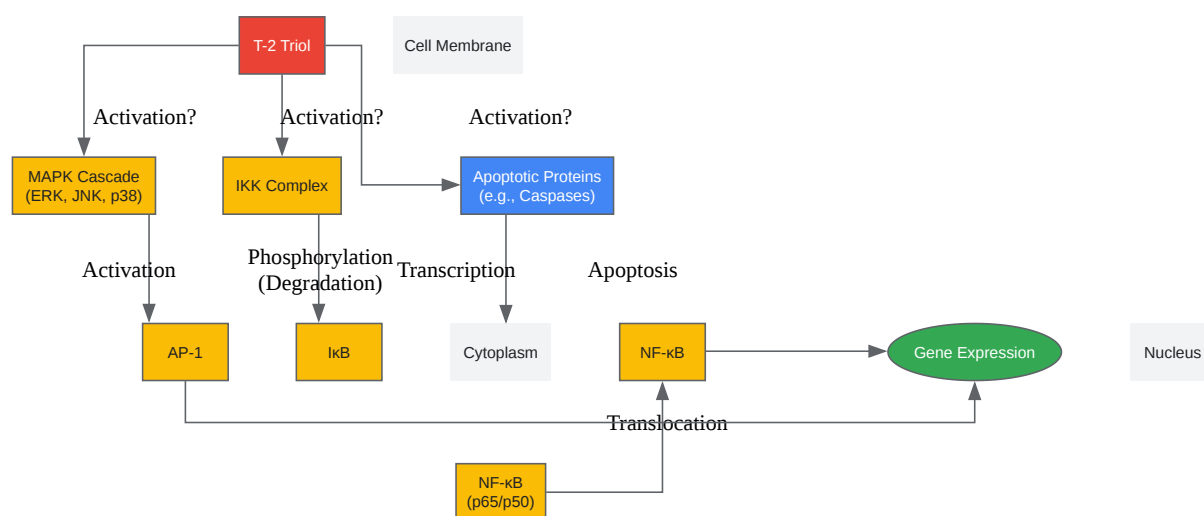 T-2 Triol
Cell Membrane
Activation?
Activation?
Activation?
MAPK Cascade
(ERK, JNK, p38)
IKK Complex
Apoptotic Proteins
(e.g., Caspases)
Activation
Phosphorylation
(Degradation)
Transcription
Apoptosis
AP-1
IκB
Cytoplasm
NF-κB
Gene Expression
Nucleus
Translocation
NF-κB
(p65/p50)